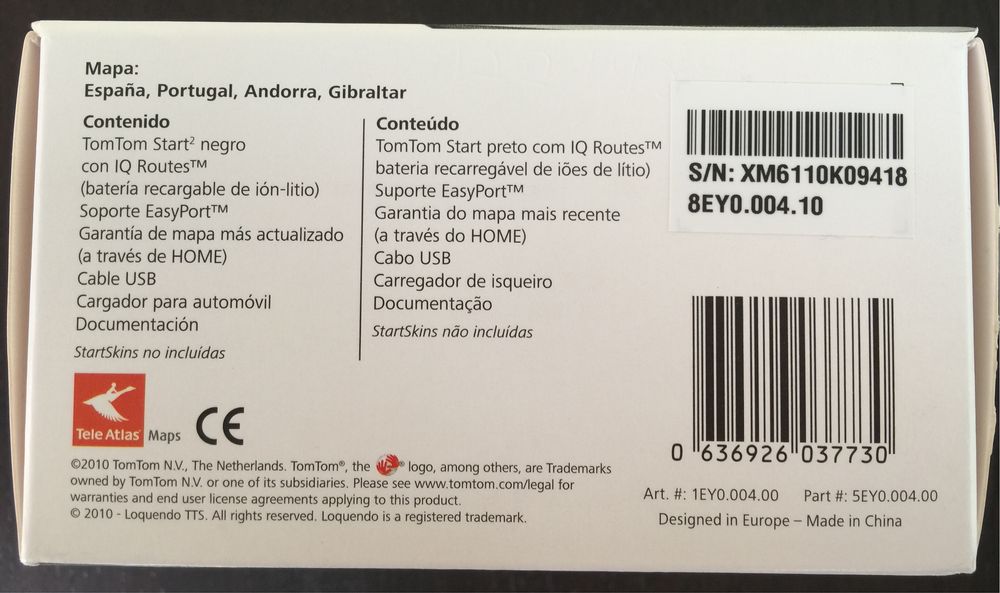 Mapa:
España, Portugal, Andorra, Gibraltar
Contenido
TomTom Start² negro
con IQ Routes™
(batería recargable de ión-litio)
Soporte EasyPort™
Garantía de mapa más actualizado
(a través de HOME)
Cable USB
Cargador para automóvil
Documentación
StartSkins no incluídas
Conteúdo
TomTom Start preto com IQ Routes™
bateria recarregável de iões de lítio)
Suporte EasyPort™
Garantia do mapa mais recente
(a través do HOME)
Cabo USB
Carregador de isqueiro
Documentação
StartSkins não incluídas
S/N: XM6110K09418
8EY0.004.10
0 636926 037730
Art. #: 1EY0.004.00 Part #: 5EY0.004.00
Designed in Europe – Made in China
Tele Atlas® Maps CE
©2010 TomTom N.V., The Netherlands. TomTom®, the ® logo, among others, are Trademarks
owned by TomTom N.V. or one of its subsidiaries. Please see www.tomtom.com/legal for
warranties and end user license agreements applying to this product.
© 2010 - Loquendo TTS. All rights reserved. Loquendo is a registered trademark.